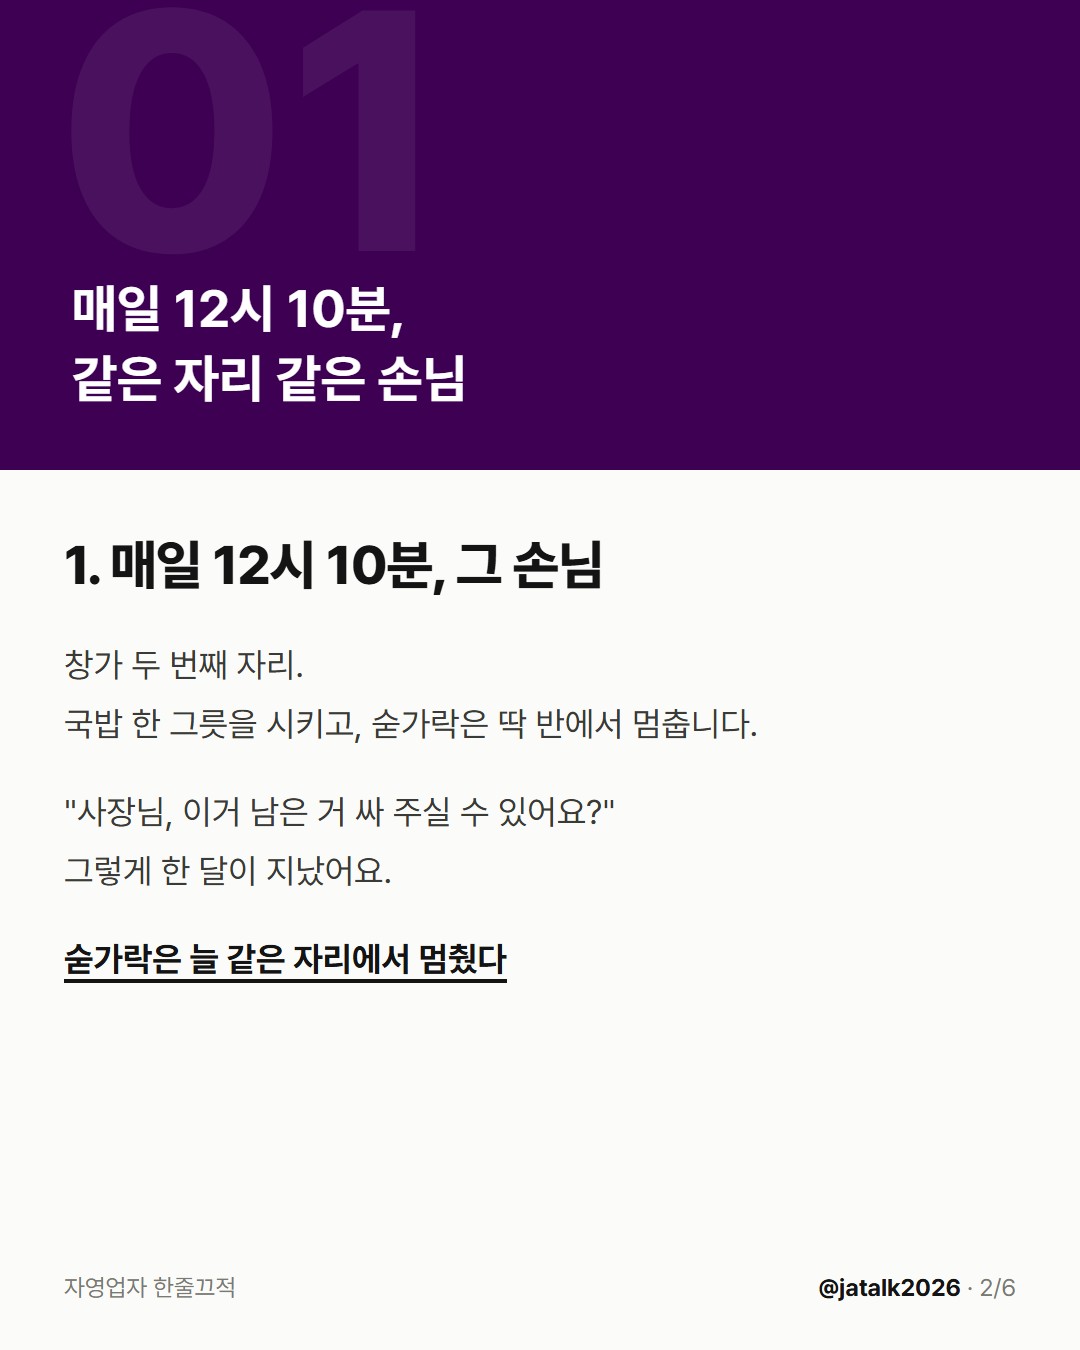 01
매일 12시 10분,
같은 자리 같은 손님
1. 매일 12시 10분, 그 손님
창가 두 번째 자리.
국밥 한 그릇을 시키고, 숟가락은 딱 반에서 멈춥니다.
"사장님, 이거 남은 거 싸 주실 수 있어요?"
그렇게 한 달이 지났어요.
숟가락은 늘 같은 자리에서 멈췄다
자영업자 한줄끄적
@jatalk2026 · 2/6